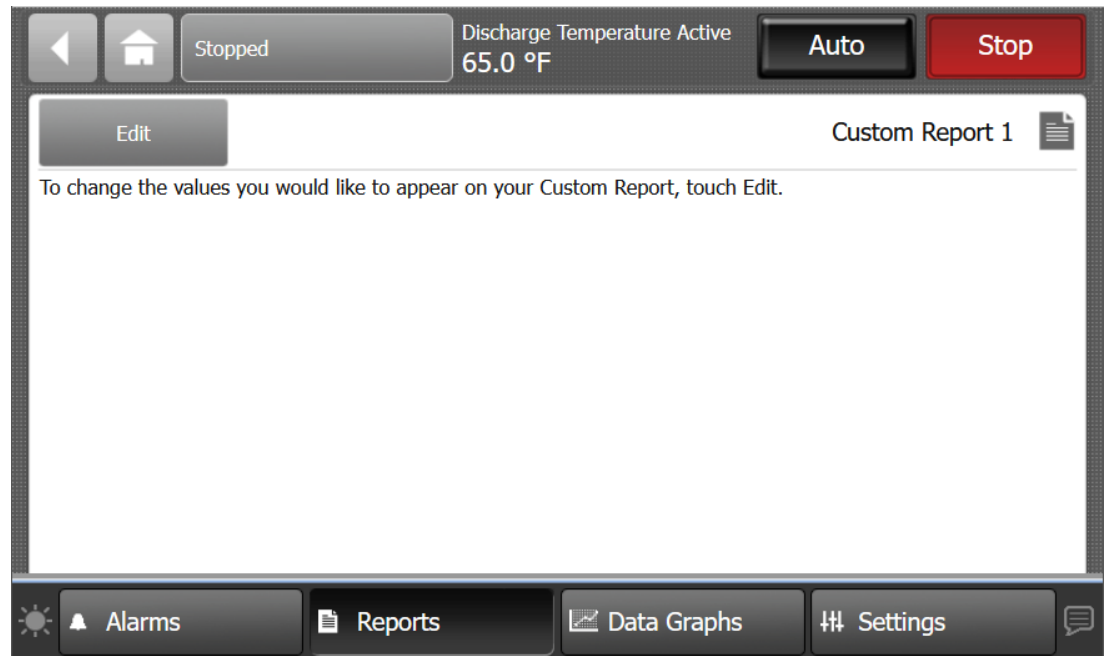 Stopped
Discharge Temperature Active
65.0 °F
Auto
Stop
Edit
Custom Report 1
To change the values you would like to appear on your Custom Report, touch Edit.
Alarms
Reports
Data Graphs
Settings